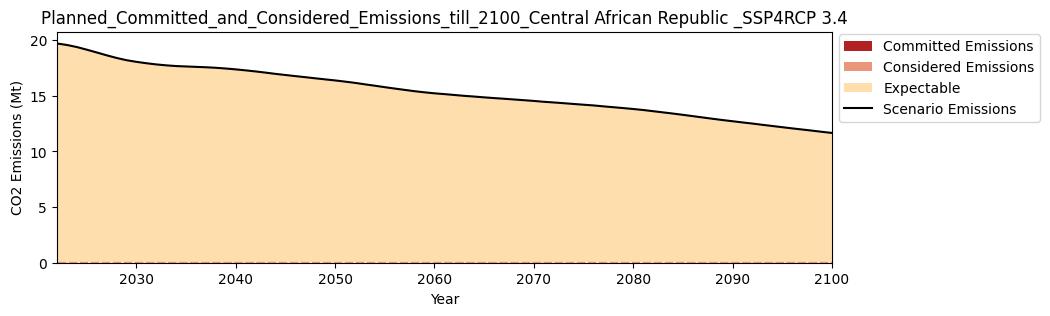 Planned_Committed_and_Considered_Emissions_till_2100_Central African Republic _SSP4RCP 3.4
CO2 Emissions (Mt)
20
15
10
5
0
2030 2040 2050 2060 2070 2080 2090 2100
Year
Committed Emissions
Considered Emissions
Expectable
Scenario Emissions